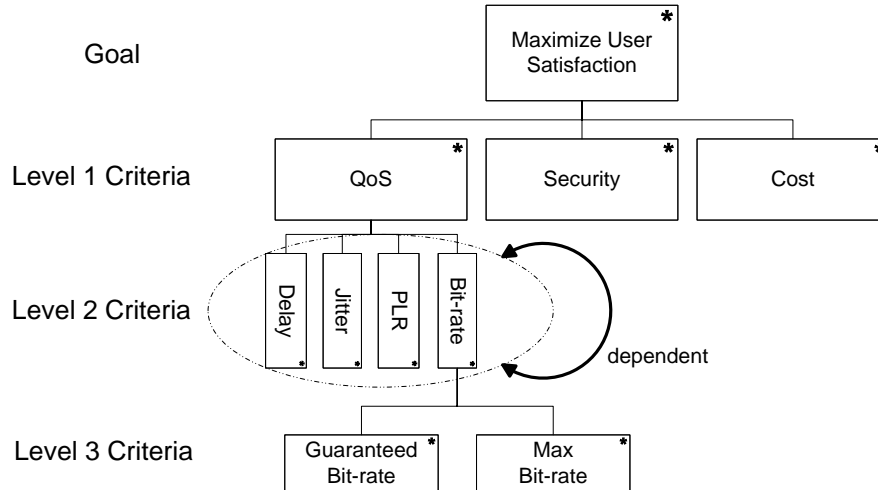 Goal
Maximize User
Satisfaction
*
Level 1 Criteria
QoS
*
Security
*
Cost
*
Level 2 Criteria
Delay
*
Jitter
*
PLR
*
Bit-rate
*
dependent
Level 3 Criteria
Guaranteed
Bit-rate
*
Max
Bit-rate
*